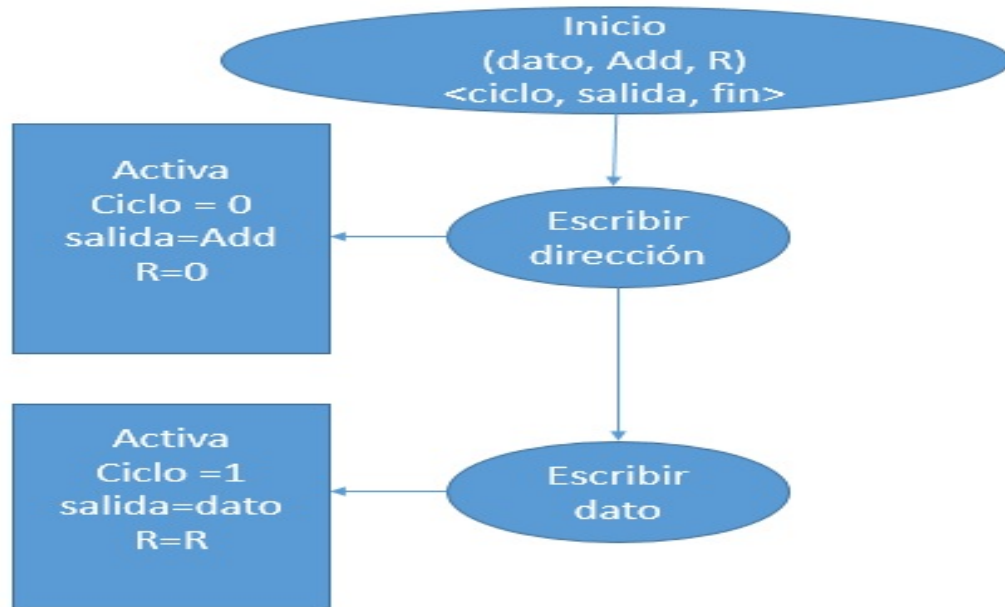 Inicio
(dato, Add, R)
<ciclo, salida, fin>
Activa
Ciclo = 0
salida=Add
R=0
Escribir
dirección
Activa
Ciclo =1
salida=dato
R=R
Escribir
dato